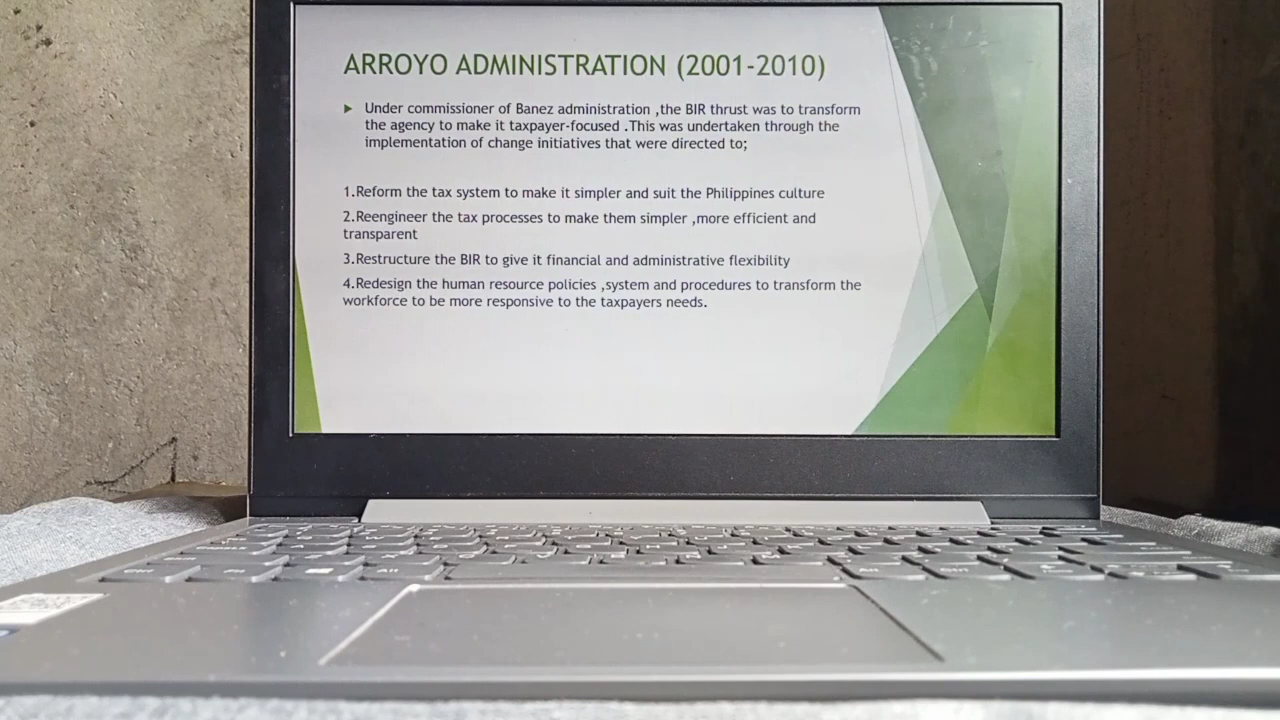 ARROYO ADMINISTRATION (2001-2010)
Under commissioner of Banez administration ,the BIR thrust was to transform
the agency to make it taxpayer-focused .This was undertaken through the
implementation of change initiatives that were directed to;
1.Reform the tax system to make it simpler and suit the Philippines culture
2.Reengineer the tax processes to make them simpler ,more efficient and
transparent
3.Restructure the BIR to give it financial and administrative flexibility
4.Redesign the human resource policies ,system and procedures to transform the
workforce to be more responsive to the taxpayers needs.